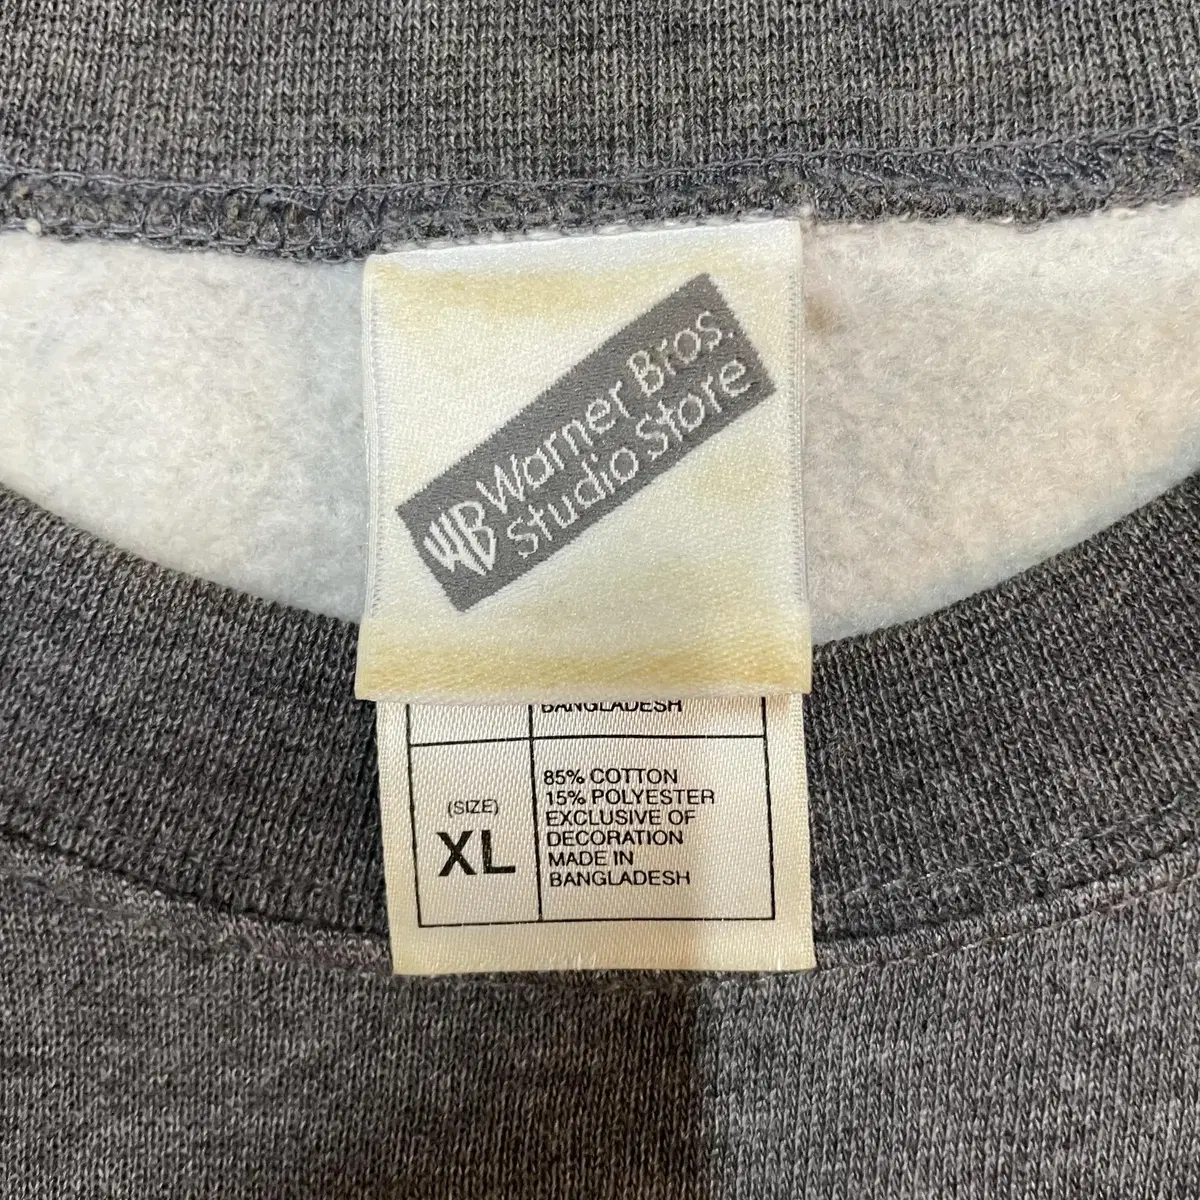 WB Warner Bros.
Studio Store
BANGLADESH
(SIZE)
XL
85% COTTON
15% POLYESTER
EXCLUSIVE OF
DECORATION
MADE IN
BANGLADESH